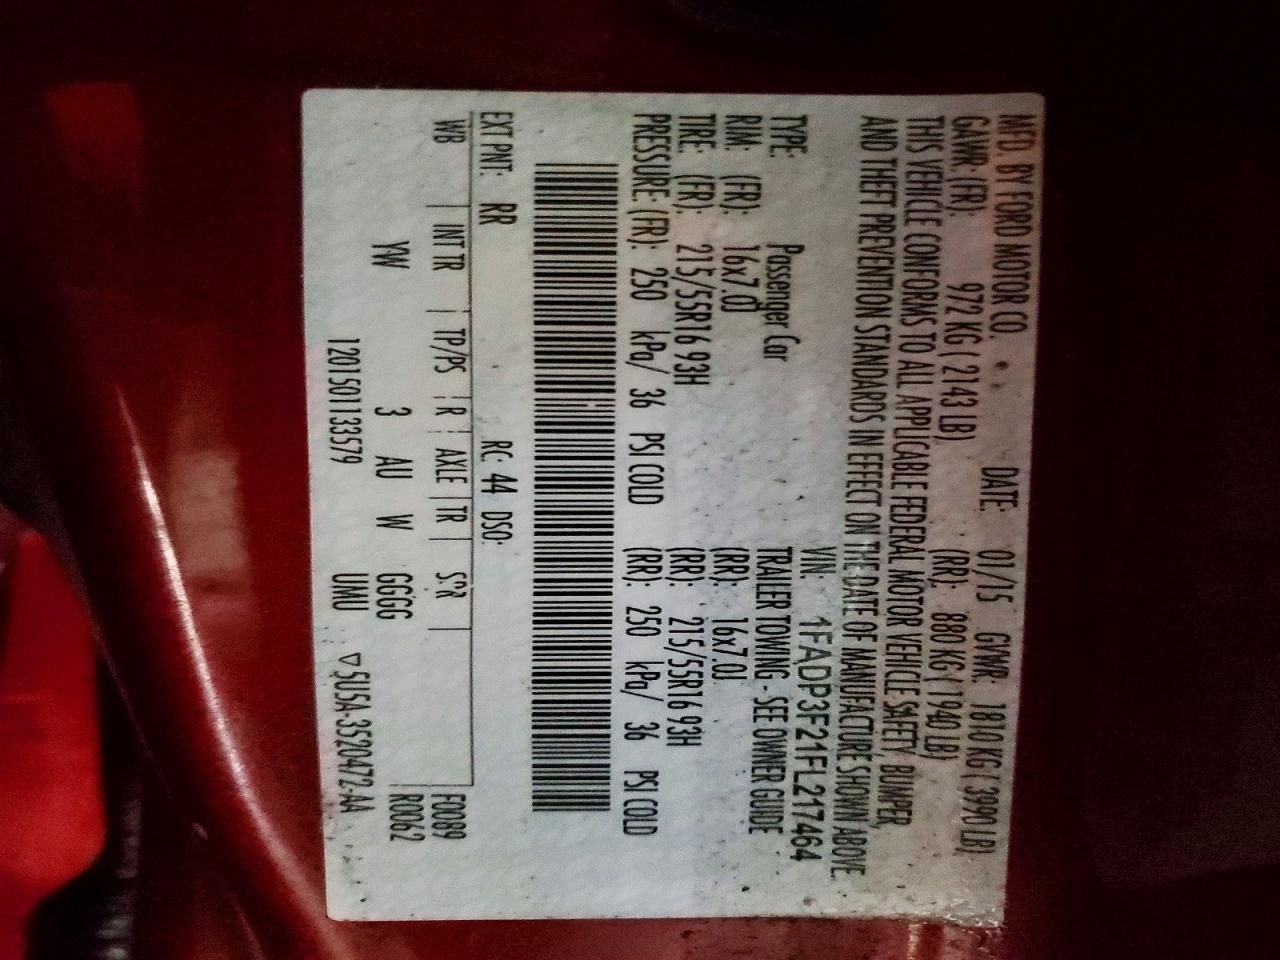 MFD. BY FORD MOTOR CO. DATE: 01/15 GVWR: 1810 KG ( 3990 LB)
GAWR: (FR): 972 KG ( 2143 LB) (RR): 880 KG ( 1940 LB)
THIS VEHICLE CONFORMS TO ALL APPLICABLE FEDERAL MOTOR VEHICLE SAFETY, BUMPER,
AND THEFT PREVENTION STANDARDS IN EFFECT ON THE DATE OF MANUFACTURE SHOWN ABOVE.
VIN: 1FADP3F21FL217464
TYPE: Passenger Car TRAILER TOWING - SEE OWNER GUIDE
RIM: (FR): 16x7.0J (RR): 16x7.0J
TIRE: (FR): 215/55R16 93H (RR): 215/55R16 93H
PRESSURE: (FR): 250 kPa/ 36 PSI COLD (RR): 250 kPa/ 36 PSI COLD
EXT PNT: RR RC: 44 DSO:
WB INT TR TP/PS R AXLE TR S:R F0089
YW 3 AU W GGGG R0062
120150113579 UMU ▽5U5A-3520472-AA